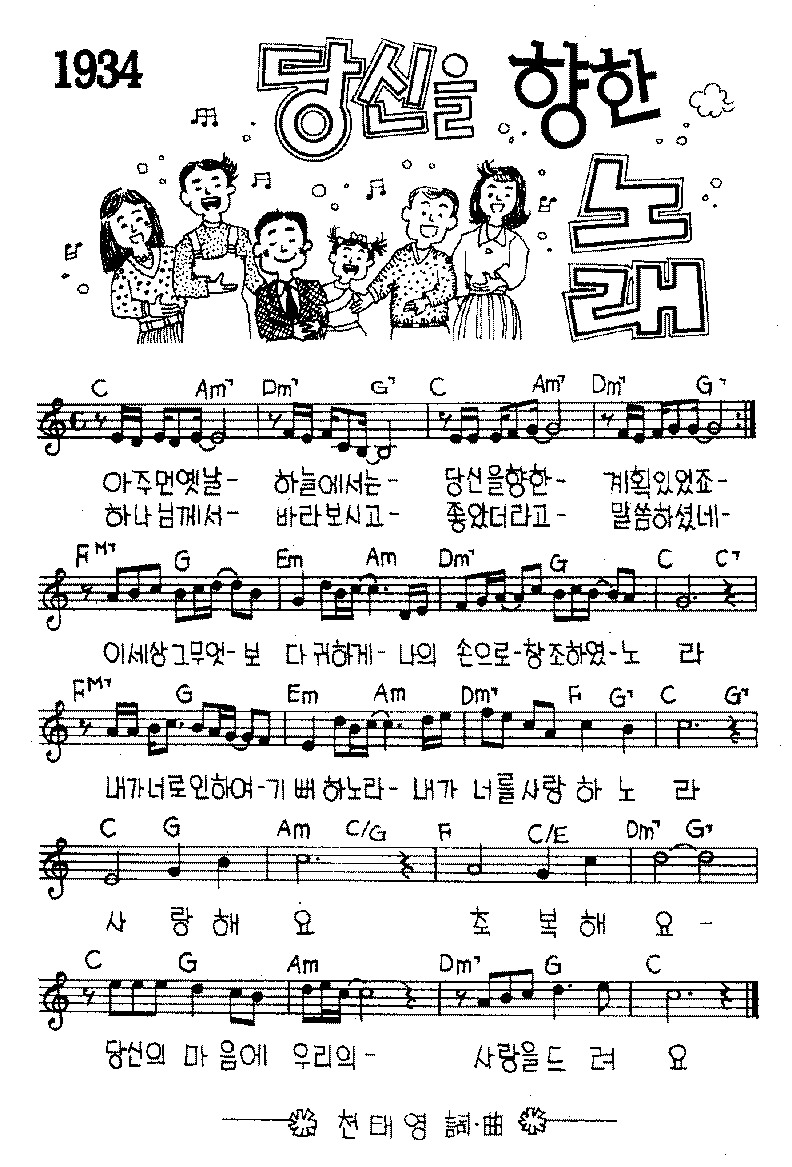 1934
당신을 향한
노
래
C Am7 Dm7 G7 C Am7 Dm7 G7
아주먼옛날- 하늘에서는- 당신을향한- 계획있었죠-
하나님께서- 바라보시고- 좋았더라고- 말씀하셨네-
FM7 G Em Am Dm7 G C C7
이세상그무엇-보 다귀하게-나의 손으로-창조하였-노 라
FM7 G Em Am Dm7 F G7 C G7
내가너로인하여-기뻐하노라- 내가 너를사랑 하 노 라
C G Am C/G F C/E Dm7 G7
사 랑 해 요 초 복 해 요 -
C G Am Dm7 G C
당신의 마 음에 우리의- 사랑을드 려 요
천 태 영 詞·曲